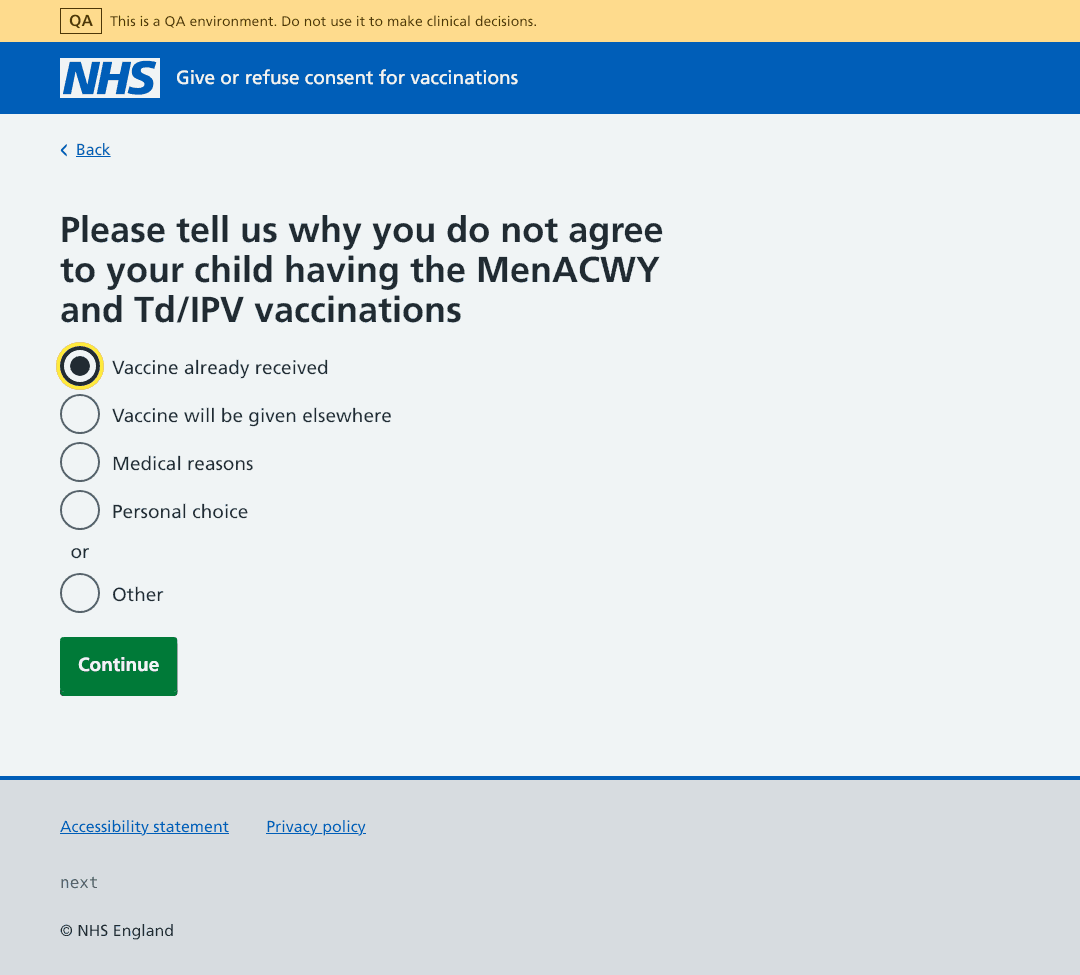 QA This is a QA environment. Do not use it to make clinical decisions.
NHS Give or refuse consent for vaccinations
Back
Please tell us why you do not agree
to your child having the MenACWY
and Td/IPV vaccinations
Vaccine already received
Vaccine will be given elsewhere
Medical reasons
Personal choice
or
Other
Continue
Accessibility statement Privacy policy
next
© NHS England